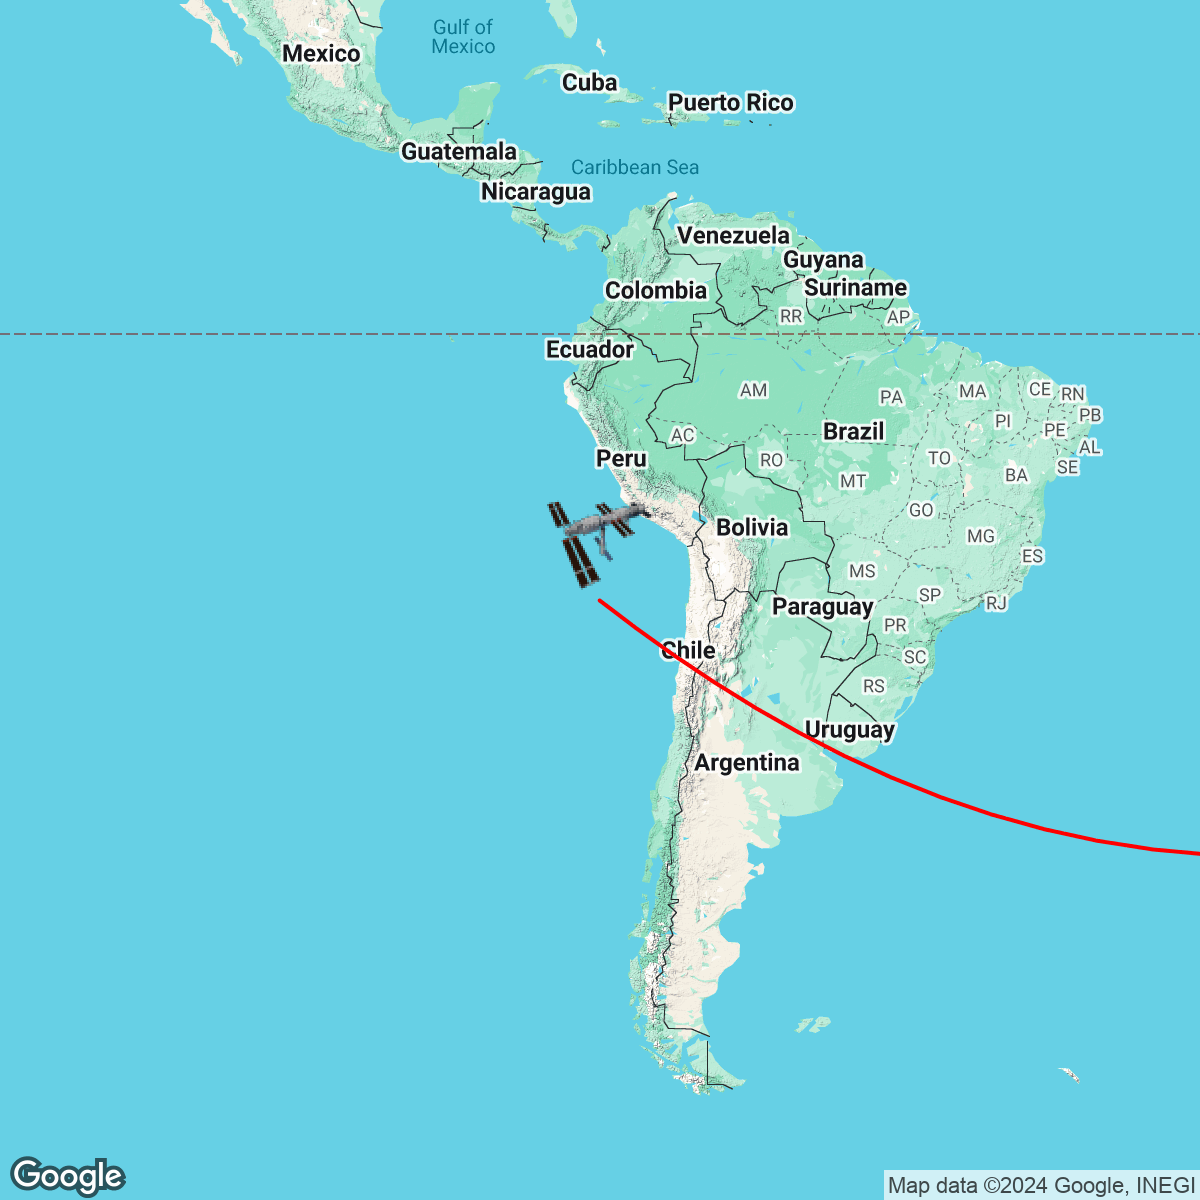 Gulf of
Mexico
Mexico
Cuba
Puerto Rico
Guatemala
Caribbean Sea
Nicaragua
Venezuela
Guyana
Colombia
Suriname
RR
AP
Ecuador
AM
PA
MA
CE
RN
PI
PB
AC
Brazil
PE
AL
Peru
RO
TO
SE
MT
BA
GO
Bolivia
MG
ES
MS
SP
RJ
Paraguay
PR
Chile
SC
RS
Uruguay
Argentina
Google
Map data ©2024 Google, INEGI